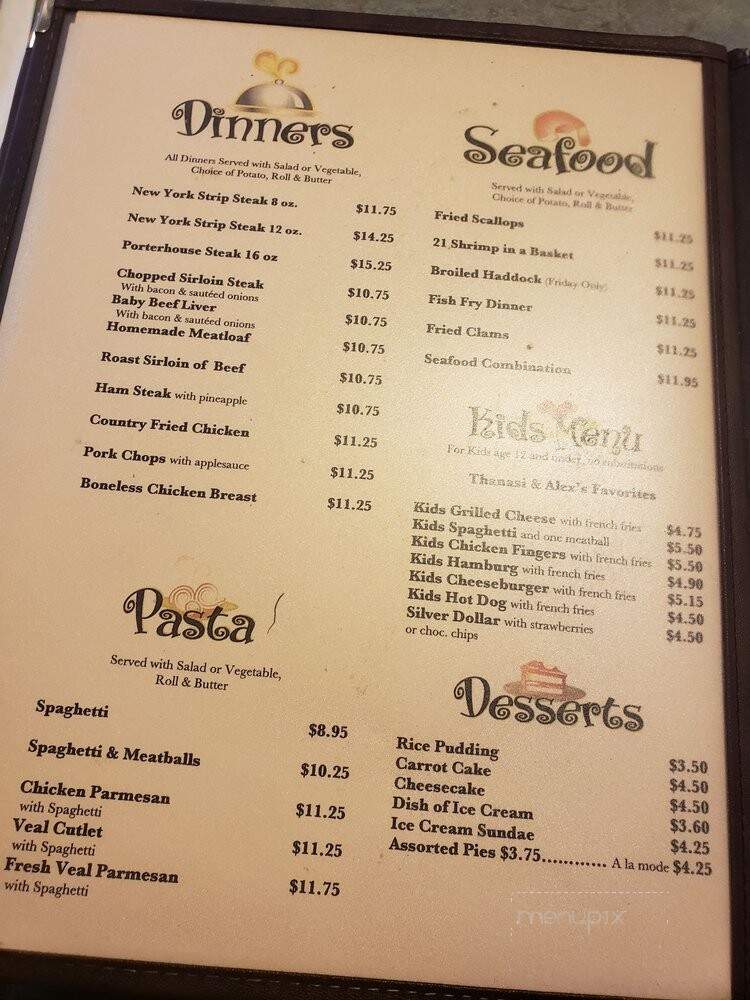 Dinners
All Dinners Served with Salad or Vegetable,
Choice of Potato, Roll & Butter
New York Strip Steak 8 oz. $11.75
New York Strip Steak 12 oz. $14.25
Porterhouse Steak 16 oz $15.25
Chopped Sirloin Steak $10.75
With bacon & sautéed onions
Baby Beef Liver $10.75
With bacon & sautéed onions
Homemade Meatloaf $10.75
Roast Sirloin of Beef $10.75
Ham Steak with pineapple $10.75
Country Fried Chicken $11.25
Pork Chops with applesauce $11.25
Boneless Chicken Breast $11.25
Pasta
Served with Salad or Vegetable,
Roll & Butter
Spaghetti $8.95
Spaghetti & Meatballs $10.25
Chicken Parmesan $11.25
with Spaghetti
Veal Cutlet $11.25
with Spaghetti
Fresh Veal Parmesan $11.75
with Spaghetti
Seafood
Served with Salad or Vegetable,
Choice of Potato, Roll & Butter
Fried Scallops $11.25
21 Shrimp in a Basket $11.25
Broiled Haddock (Friday Only) $11.25
Fish Fry Dinner $11.25
Fried Clams $11.25
Seafood Combination $11.95
Kids Menu
For Kids age 12 and under, no substitutions
Thanasi & Alex's Favorites
Kids Grilled Cheese with french fries $4.75
Kids Spaghetti and one meatball $5.50
Kids Chicken Fingers with french fries $5.50
Kids Hamburg with french fries $4.90
Kids Cheeseburger with french fries $5.15
Kids Hot Dog with french fries $4.50
Silver Dollar with strawberries $4.50
or choc. chips
Desserts
Rice Pudding $3.50
Carrot Cake $4.50
Cheesecake $4.50
Dish of Ice Cream $3.60
Ice Cream Sundae $4.25
Assorted Pies $3.75............ A la mode $4.25
menupix